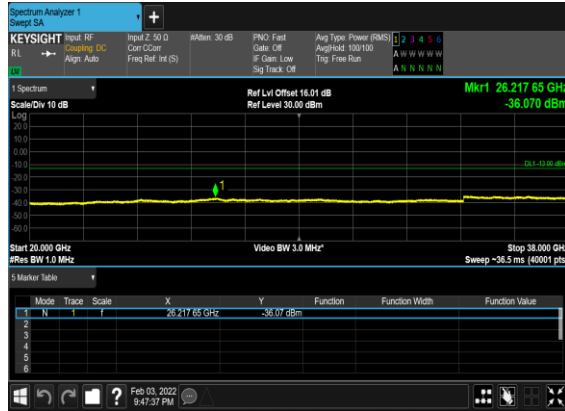 Spectrum Analyzer 1
Swept SA
KEYSIGHT Input: RF Input Z: 50 Ω #Atten: 30 dB PNO: Fast Avg Type: Power (RMS) 1 2 3 4 5 6
RL Coupling: DC Corr CCorr Gate: Off Avg|Hold: 100/100 A W W W W W
Align: Auto Freq Ref: Int (S) IF Gain: Low Trig: Free Run
Sig Track: Off A N N N N N
1 Spectrum Ref Lvl Offset 16.01 dB Mkr1 26.217 65 GHz
Scale/Div 10 dB Ref Level 30.00 dBm -36.070 dBm
Log
20.0
10.0
0.00
-10.0 DL1 -13.00 dBm
-20.0
-30.0 1
-40.0
-50.0
-60.0
Start 20.000 GHz Video BW 3.0 MHz* Stop 38.000 GHz
#Res BW 1.0 MHz Sweep ~36.5 ms (40001 pts)
5 Marker Table
Mode Trace Scale X Y Function Function Width Function Value
1 N 1 f 26.217 65 GHz -36.07 dBm
2
3
4
5
6
? Feb 03, 2022
9:47:37 PM